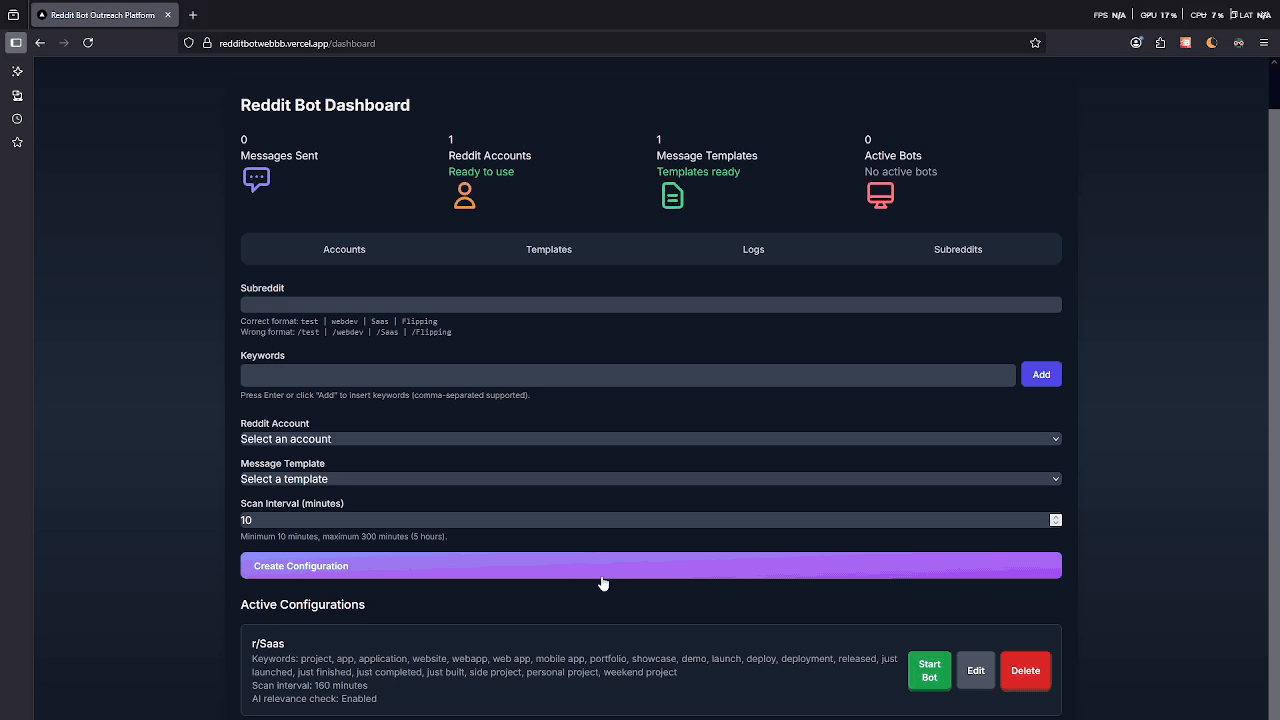 Reddit Bot Outreach Platform
FPS N/A | GPU 17 % | CPU 7 % | LAT N/A
redditbotwebbb.vercel.app/dashboard
Reddit Bot Dashboard
0 1 1 0
Messages Sent Reddit Accounts Message Templates Active Bots
Ready to use Templates ready No active bots
Accounts Templates Logs Subreddits
Subreddit
Correct format: test | webdev | Saas | Flipping
Wrong format: /test | /webdev | /Saas | /Flipping
Keywords
Add
Press Enter or click "Add" to insert keywords (comma-separated supported).
Reddit Account
Select an account
Message Template
Select a template
Scan Interval (minutes)
10
Minimum 10 minutes, maximum 300 minutes (5 hours).
Create Configuration
Active Configurations
r/Saas
Keywords: project, app, application, website, webapp, web app, mobile app, portfolio, showcase, demo, launch, deploy, deployment, released, just
launched, just finished, just completed, just built, side project, personal project, weekend project
Scan interval: 160 minutes
AI relevance check: Enabled
Start
Bot
Edit
Delete